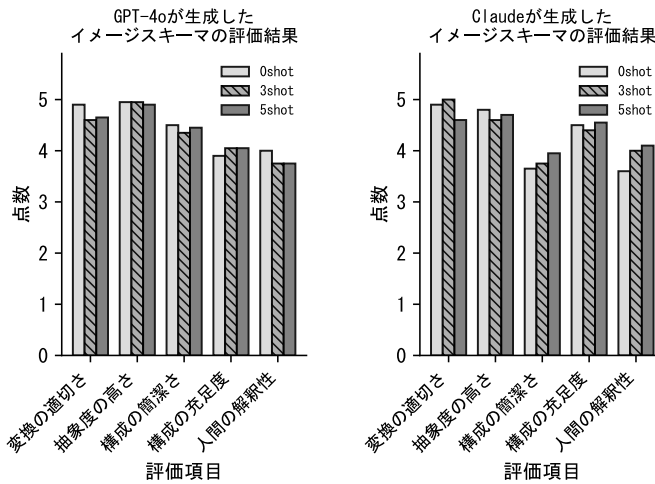 GPT-4oが生成した
イメージスキーマの評価結果
点数
5
4
3
2
1
0
0shot
3shot
5shot
変換の適切さ
抽象度の高さ
構成の簡潔さ
構成の充足度
人間の解釈性
評価項目
Claudeが生成した
イメージスキーマの評価結果
点数
5
4
3
2
1
0
0shot
3shot
5shot
変換の適切さ
抽象度の高さ
構成の簡潔さ
構成の充足度
人間の解釈性
評価項目